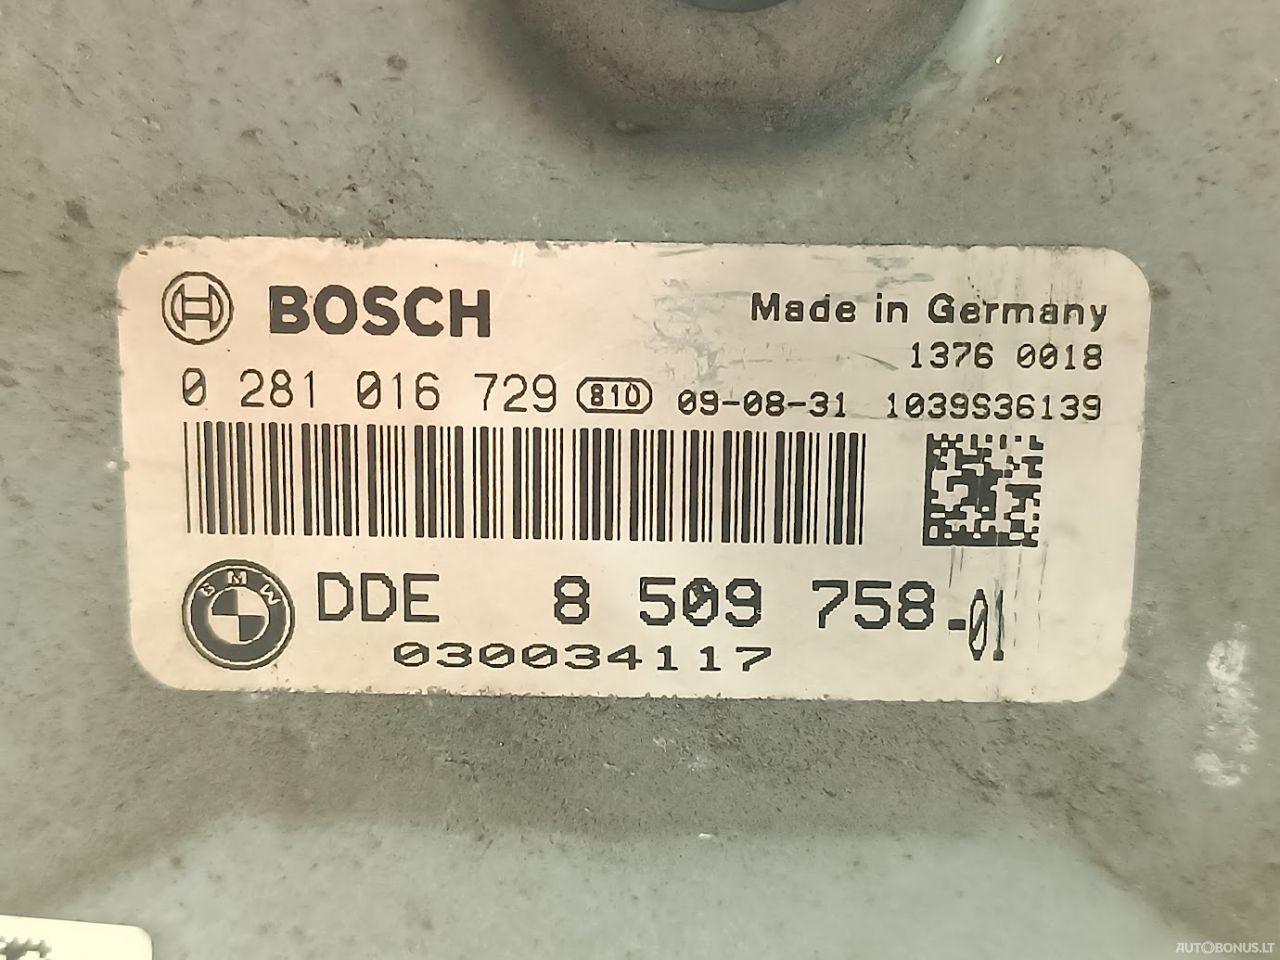 BOSCH
Made in Germany
1376 0018
0 281 016 729 810 09-08-31 1039S36139
BMW
DDE 8 509 758-01
030034117
AUTOBONUS.LT